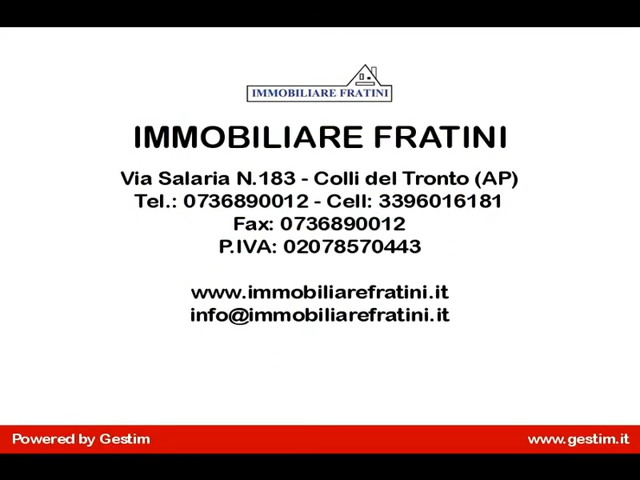 IMMOBILIARE FRATINI
IMMOBILIARE FRATINI
Via Salaria N.183 - Colli del Tronto (AP)
Tel.: 0736890012 - Cell: 3396016181
Fax: 0736890012
P.IVA: 02078570443
www.immobiliarefratini.it
info@immobiliarefratini.it
Powered by Gestim
www.gestim.it